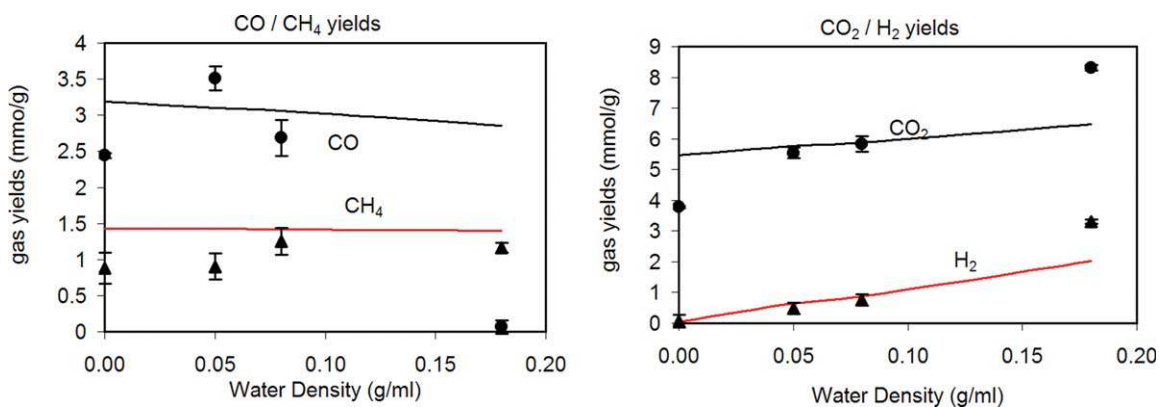 CO / CH₄ yields
gas yields (mmo/g)
4
3.5
3
2.5
2
1.5
1
0.5
0
CO
CH₄
0.00 0.05 0.10 0.15 0.20
Water Density (g/ml)
CO₂ / H₂ yields
gas yields (mmol/g)
9
8
7
6
5
4
3
2
1
0
CO₂
H₂
0.00 0.05 0.10 0.15 0.20
Water Density (g/ml)